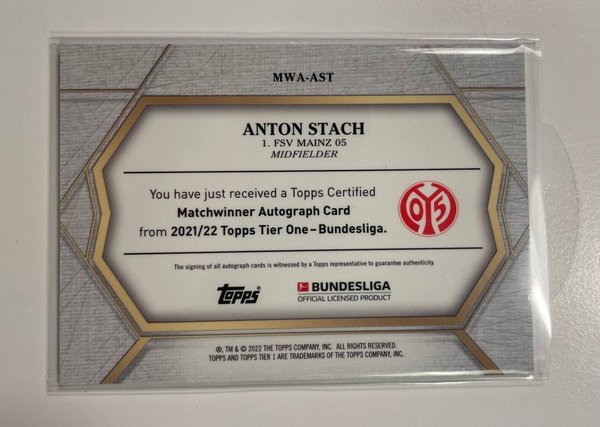 MWA-AST
ANTON STACH
1. FSV MAINZ 05
MIDFIELDER
You have just received a Topps Certified
Matchwinner Autograph Card
from 2021/22 Topps Tier One–Bundesliga.
05
The signing of all autograph cards is witnessed by a Topps representative to guarantee authenticity.
topps
BUNDESLIGA
OFFICIAL LICENSED PRODUCT
®, TM & © 2022 THE TOPPS COMPANY, INC. ALL RIGHTS RESERVED.
TOPPS AND TOPPS TIER 1 ARE TRADEMARKS OF THE TOPPS COMPANY, INC.